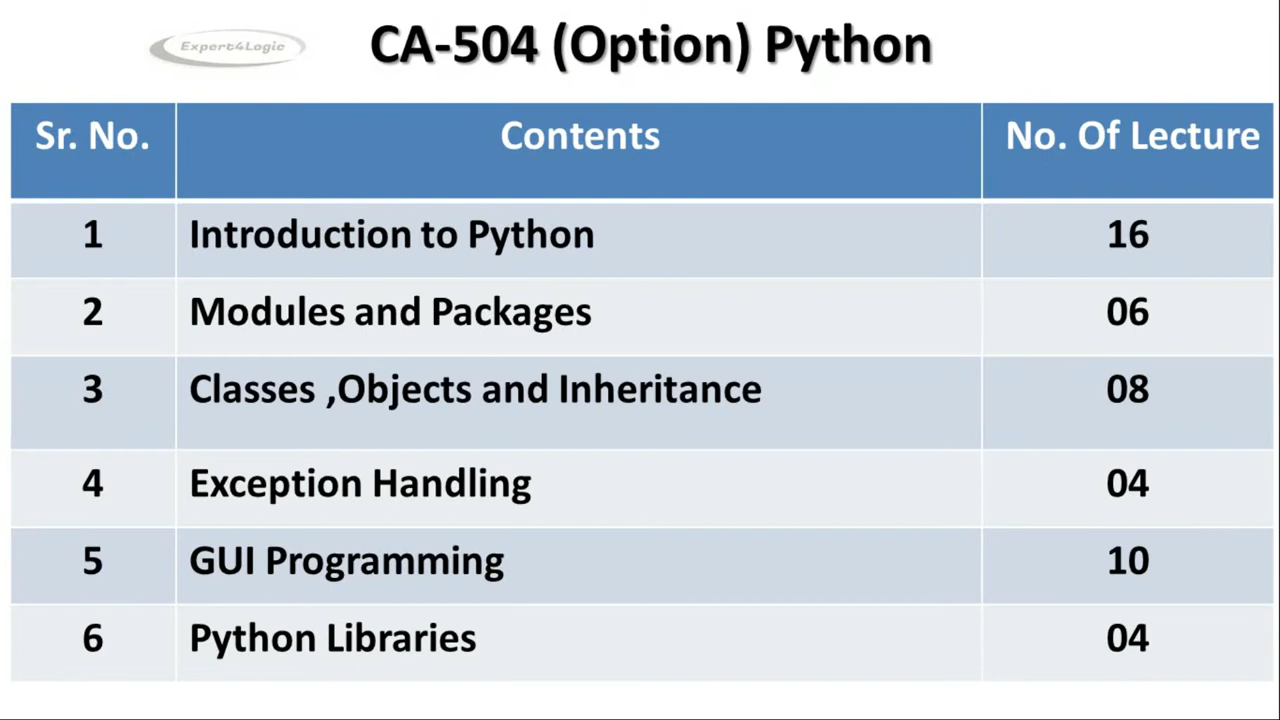 Expert4Logic
CA-504 (Option) Python
Sr. No. Contents No. Of Lecture
1 Introduction to Python 16
2 Modules and Packages 06
3 Classes ,Objects and Inheritance 08
4 Exception Handling 04
5 GUI Programming 10
6 Python Libraries 04